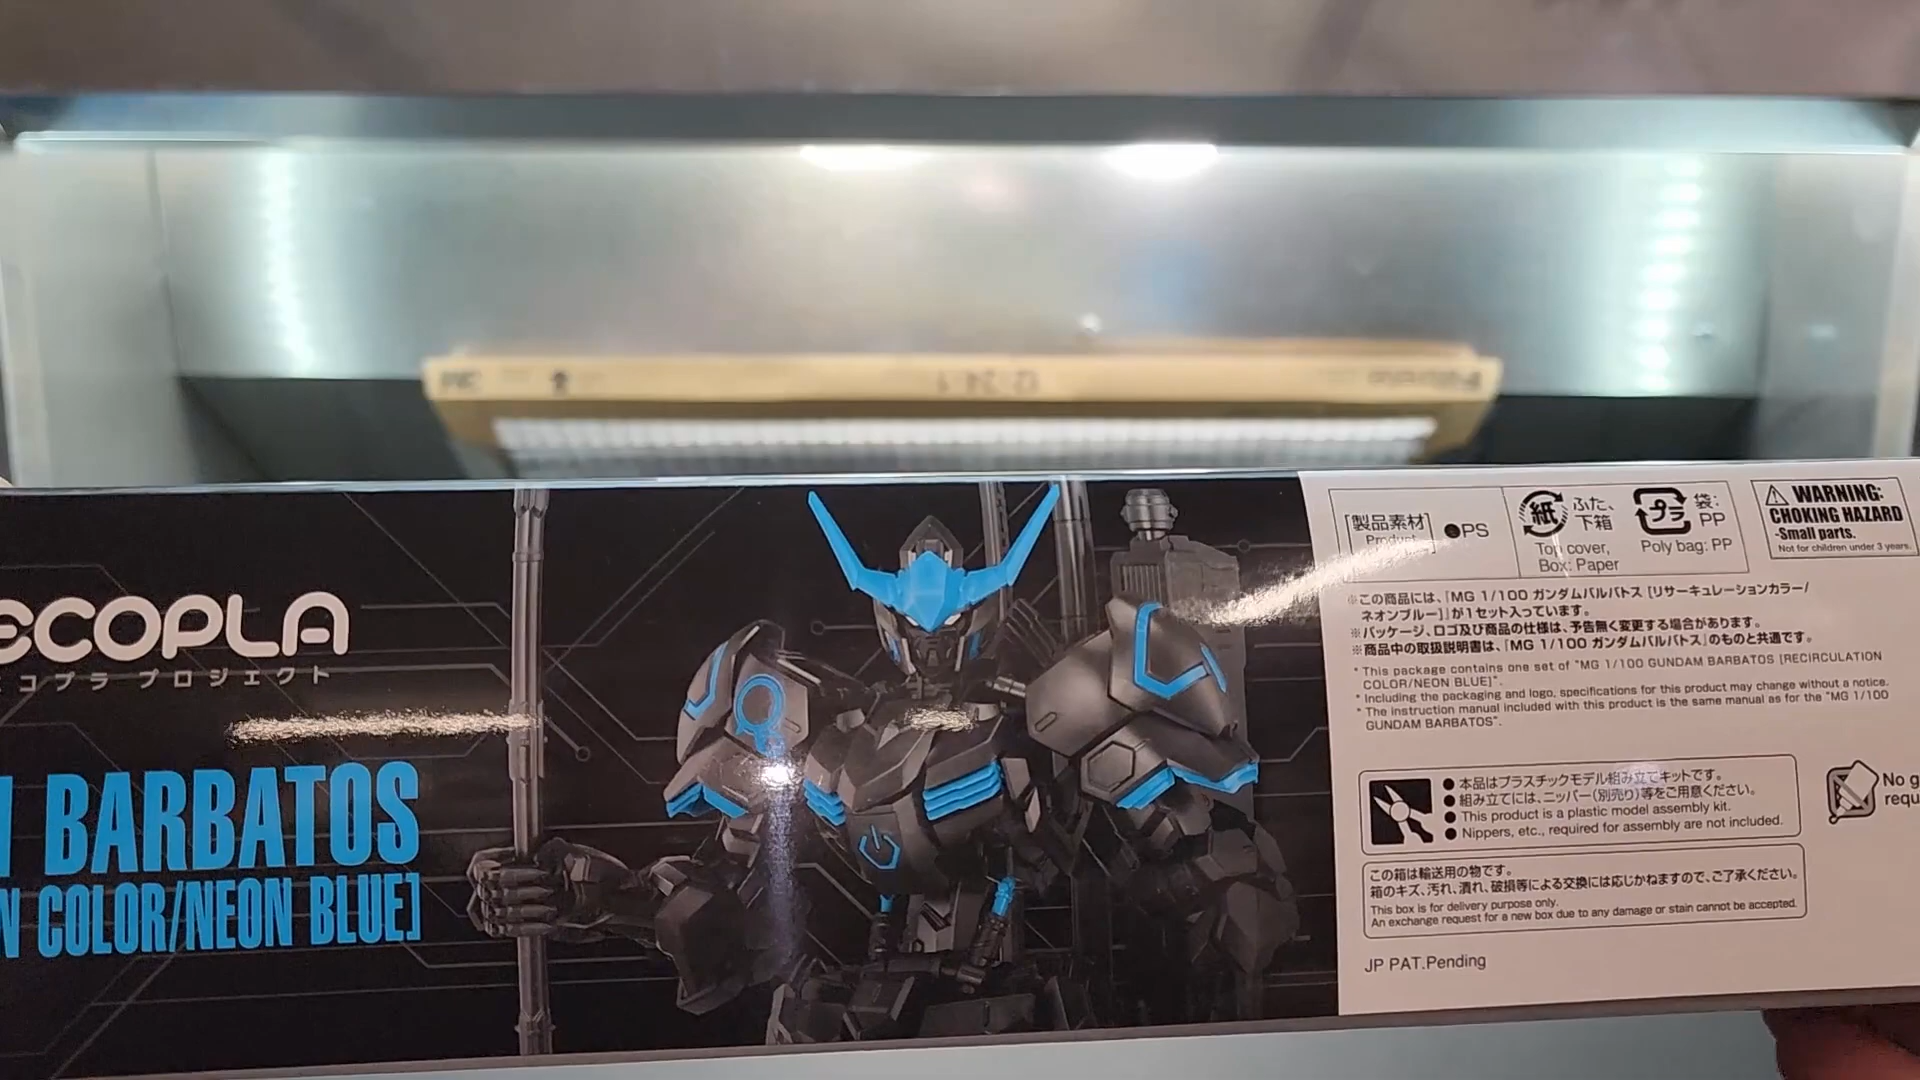 ECOPLA
コプラ プロジェクト
BARBATOS
N COLOR/NEON BLUE]
[製品素材]
Product
●PS
紙
ふた、
下箱
Top cover,
Box: Paper
プラ
袋:
PP
Poly bag: PP
WARNING:
CHOKING HAZARD
-Small parts.
Not for children under 3 years.
※この商品には、「MG 1/100 ガンダムバルバトス [リサーキュレーションカラー/
ネオンブルー]」が1セット入っています。
※パッケージ、ロゴ及び商品の仕様は、予告無く変更する場合があります。
※商品中の取扱説明書は、「MG 1/100 ガンダムバルバトス」のものと共通です。
* This package contains one set of "MG 1/100 GUNDAM BARBATOS [RECIRCULATION
COLOR/NEON BLUE]".
* Including the packaging and logo, specifications for this product may change without a notice.
* The instruction manual included with this product is the same manual as for the "MG 1/100
GUNDAM BARBATOS".
●本品はプラスチックモデル組み立てキットです。
●組み立てには、ニッパー(別売り)等をご用意ください。
●This product is a plastic model assembly kit.
●Nippers, etc., required for assembly are not included.
No g
requ
この箱は輸送用の物です。
箱のキズ、汚れ、潰れ、破損等による交換には応じかねますので、ご了承ください。
This box is for delivery purpose only.
An exchange request for a new box due to any damage or stain cannot be accepted.
JP PAT.Pending